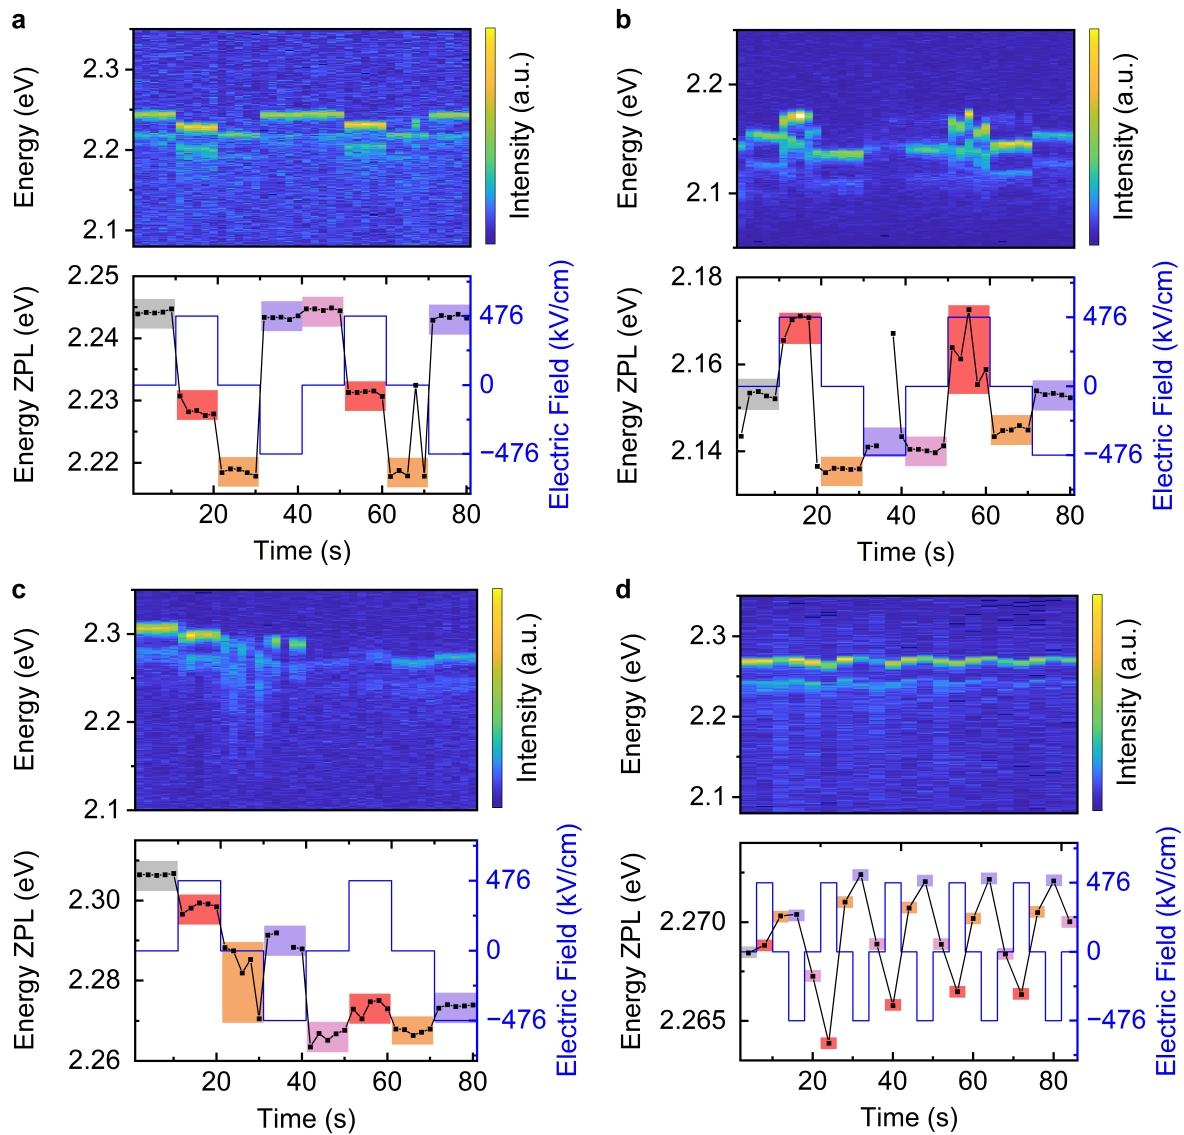 a
Energy (eV)
2.3
2.2
2.1
Intensity (a.u.)
Energy ZPL (eV)
2.25
2.24
2.23
2.22
476
0
−476
Electric Field (kV/cm)
20
40
60
80
Time (s)
b
Energy (eV)
2.2
2.1
Intensity (a.u.)
Energy ZPL (eV)
2.18
2.16
2.14
476
0
−476
Electric Field (kV/cm)
20
40
60
80
Time (s)
c
Energy (eV)
2.3
2.2
2.1
Intensity (a.u.)
Energy ZPL (eV)
2.30
2.28
2.26
476
0
−476
Electric Field (kV/cm)
20
40
60
80
Time (s)
d
Energy (eV)
2.3
2.2
2.1
Intensity (a.u.)
Energy ZPL (eV)
2.270
2.265
476
0
−476
Electric Field (kV/cm)
20
40
60
80
Time (s)